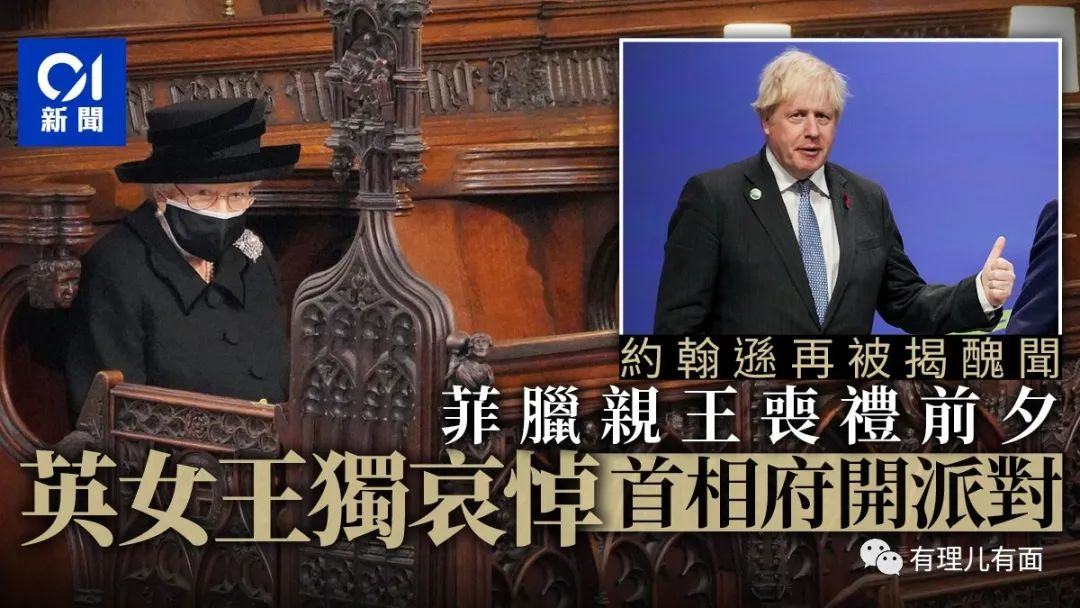 01
新聞
約翰遜再被揭醜聞
菲臘親王喪禮前夕
英女王獨哀悼 首相府開派對
有理儿有面